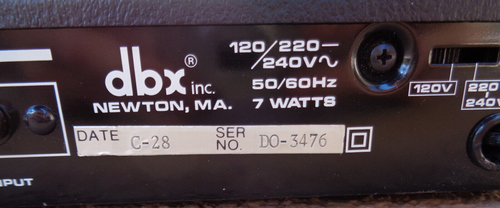 dbx® inc.
NEWTON, MA.
120/220—
240V∿
50/60Hz
7 WATTS
DATE C-28 SER NO. DO-3476
120V
220
240V
PUT